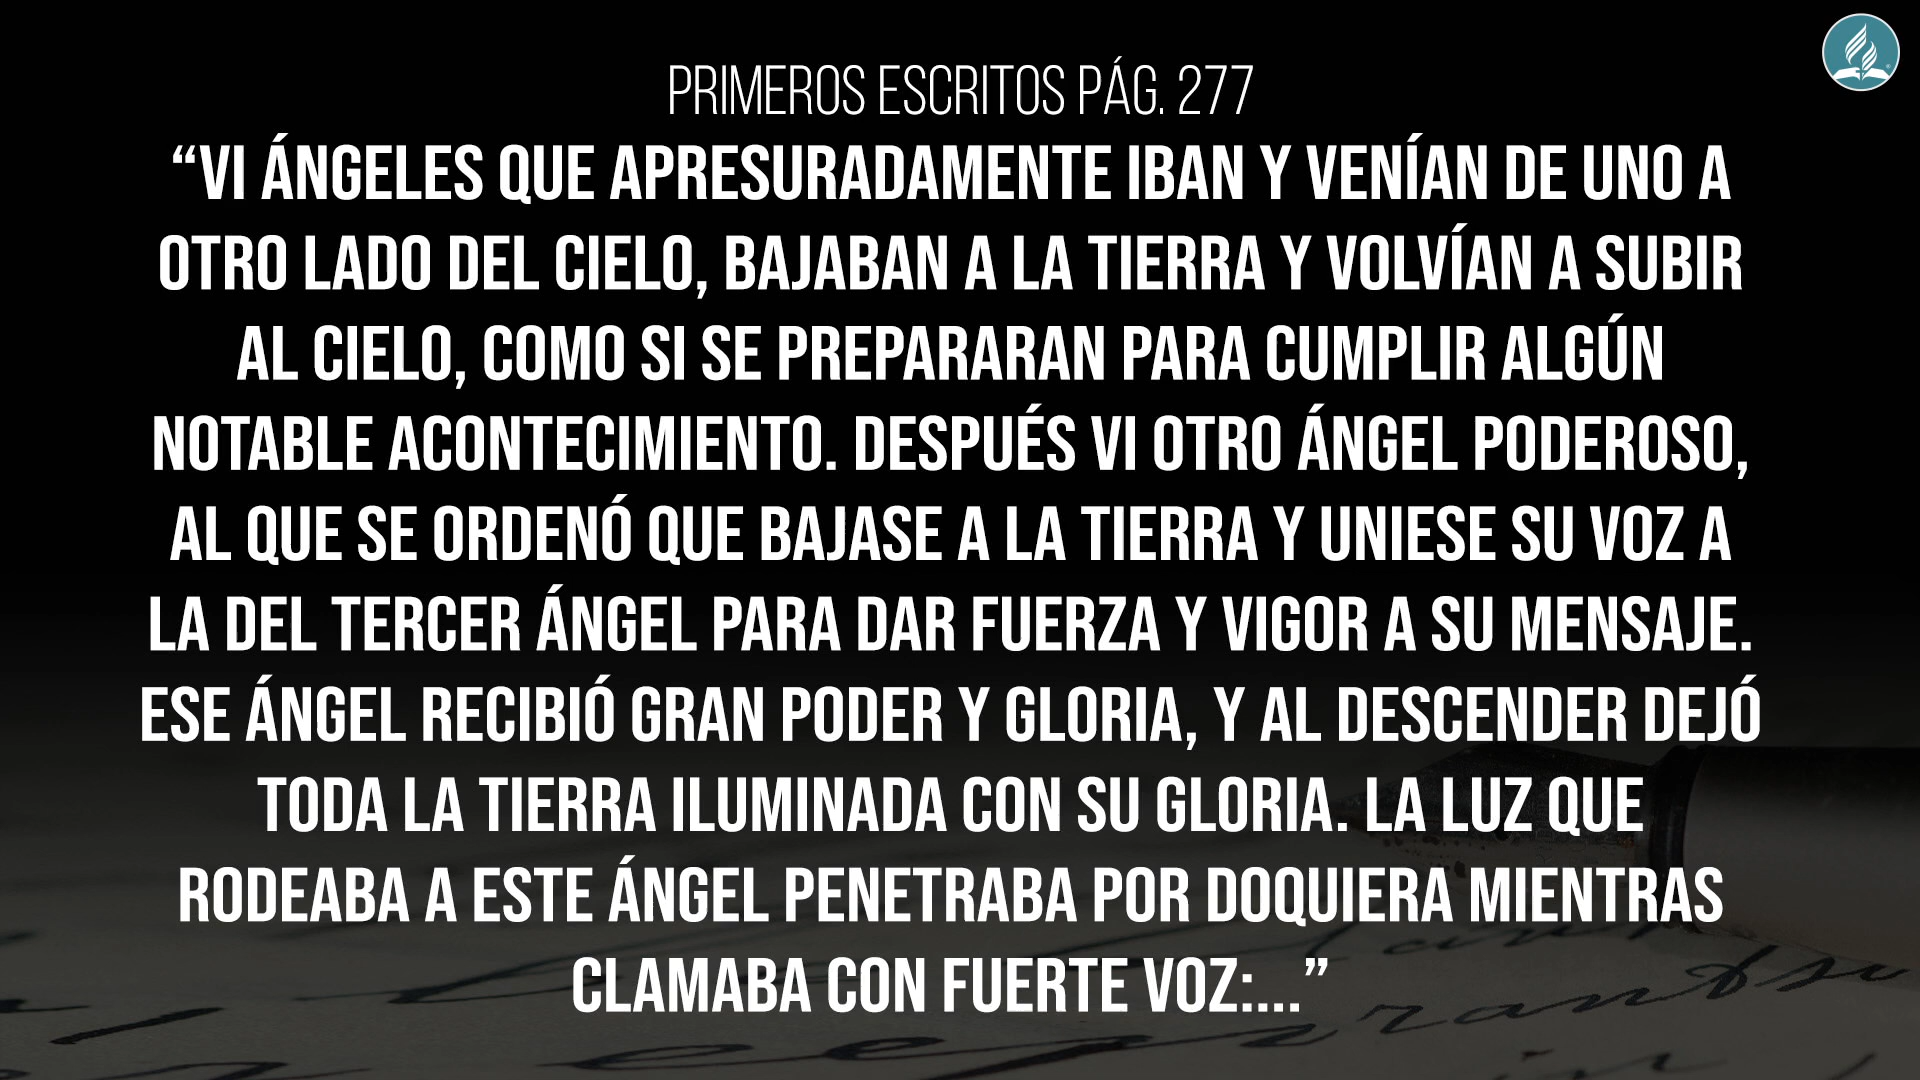 PRIMEROS ESCRITOS PÁG. 277
“VI ÁNGELES QUE APRESURADAMENTE IBAN Y VENÍAN DE UNO A
OTRO LADO DEL CIELO, BAJABAN A LA TIERRA Y VOLVÍAN A SUBIR
AL CIELO, COMO SI SE PREPARARAN PARA CUMPLIR ALGÚN
NOTABLE ACONTECIMIENTO. DESPUÉS VI OTRO ÁNGEL PODEROSO,
AL QUE SE ORDENÓ QUE BAJASE A LA TIERRA Y UNIESE SU VOZ A
LA DEL TERCER ÁNGEL PARA DAR FUERZA Y VIGOR A SU MENSAJE.
ESE ÁNGEL RECIBIÓ GRAN PODER Y GLORIA, Y AL DESCENDER DEJÓ
TODA LA TIERRA ILUMINADA CON SU GLORIA. LA LUZ QUE
RODEABA A ESTE ÁNGEL PENETRABA POR DOQUIERA MIENTRAS
CLAMABA CON FUERTE VOZ:...”